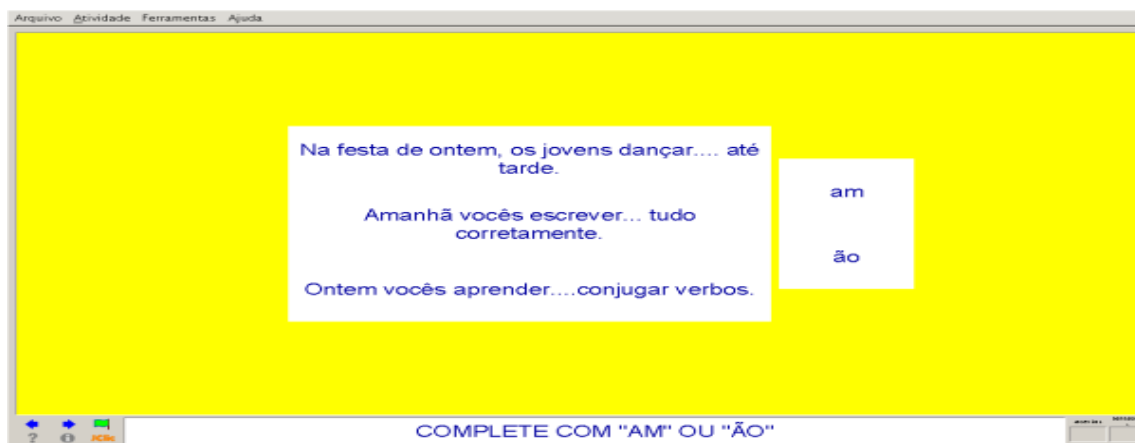 Arquivo Atividade Ferramentas Ajuda
Na festa de ontem, os jovens dançar.... até
tarde.
am
Amanhã vocês escrever... tudo
corretamente.
ão
Ontem vocês aprender....conjugar verbos.
? JClic
COMPLETE COM "AM" OU "ÃO"